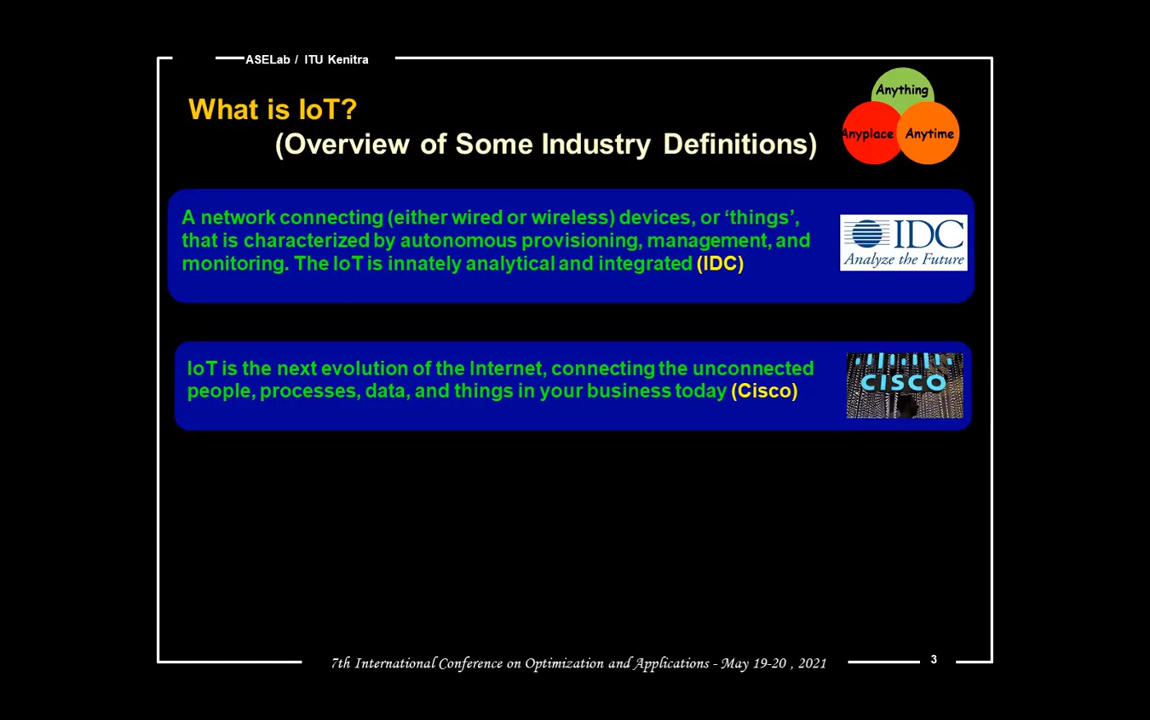 ASELab / ITU Kenitra
What is IoT?
(Overview of Some Industry Definitions)
Anything
Anyplace Anytime
A network connecting (either wired or wireless) devices, or ‘things’,
that is characterized by autonomous provisioning, management, and
monitoring. The IoT is innately analytical and integrated (IDC)
IDC
Analyze the Future
IoT is the next evolution of the Internet, connecting the unconnected
people, processes, data, and things in your business today (Cisco)
CISCO
7th International Conference on Optimization and Applications - May 19-20 , 2021
3